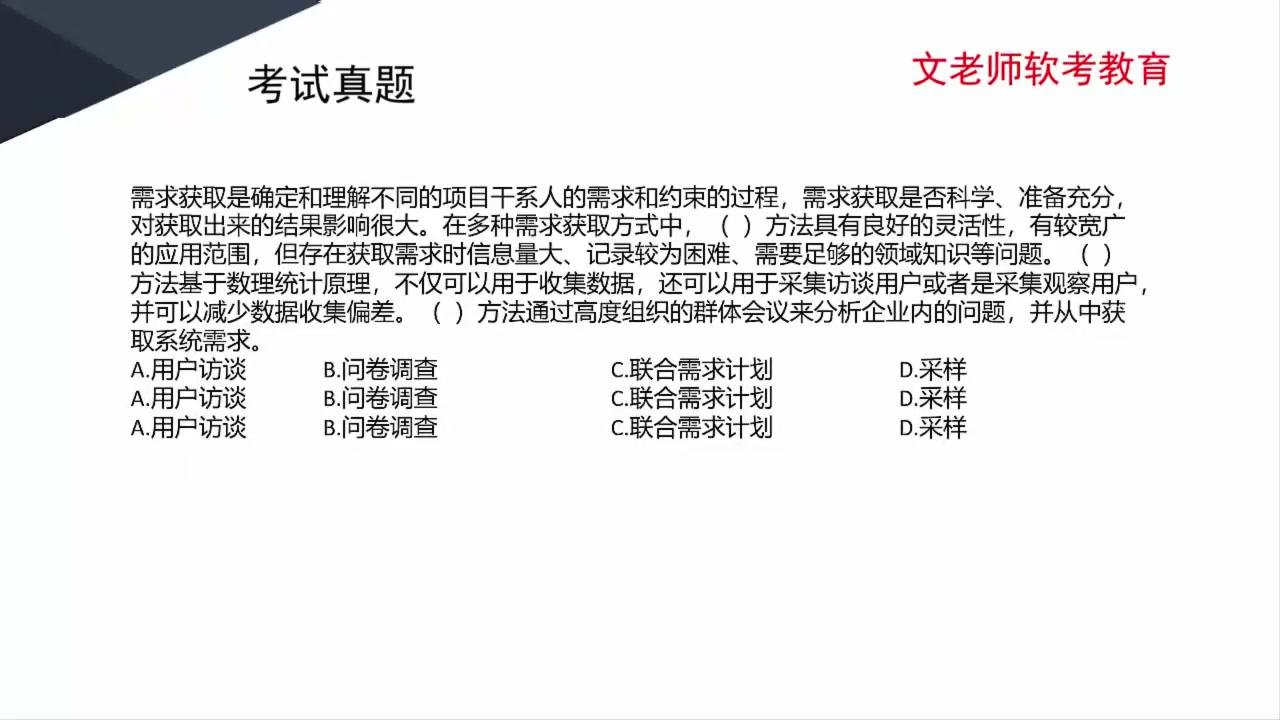 考试真题
文老师软考教育
需求获取是确定和理解不同的项目干系人的需求和约束的过程，需求获取是否科学、准备充分，
对获取出来的结果影响很大。在多种需求获取方式中，（ ）方法具有良好的灵活性，有较宽广
的应用范围，但存在获取需求时信息量大、记录较为困难、需要足够的领域知识等问题。（ ）
方法基于数理统计原理，不仅可以用于收集数据，还可以用于采集访谈用户或者是采集观察用户，
并可以减少数据收集偏差。（ ）方法通过高度组织的群体会议来分析企业内的问题，并从中获
取系统需求。
A.用户访谈 B.问卷调查 C.联合需求计划 D.采样
A.用户访谈 B.问卷调查 C.联合需求计划 D.采样
A.用户访谈 B.问卷调查 C.联合需求计划 D.采样